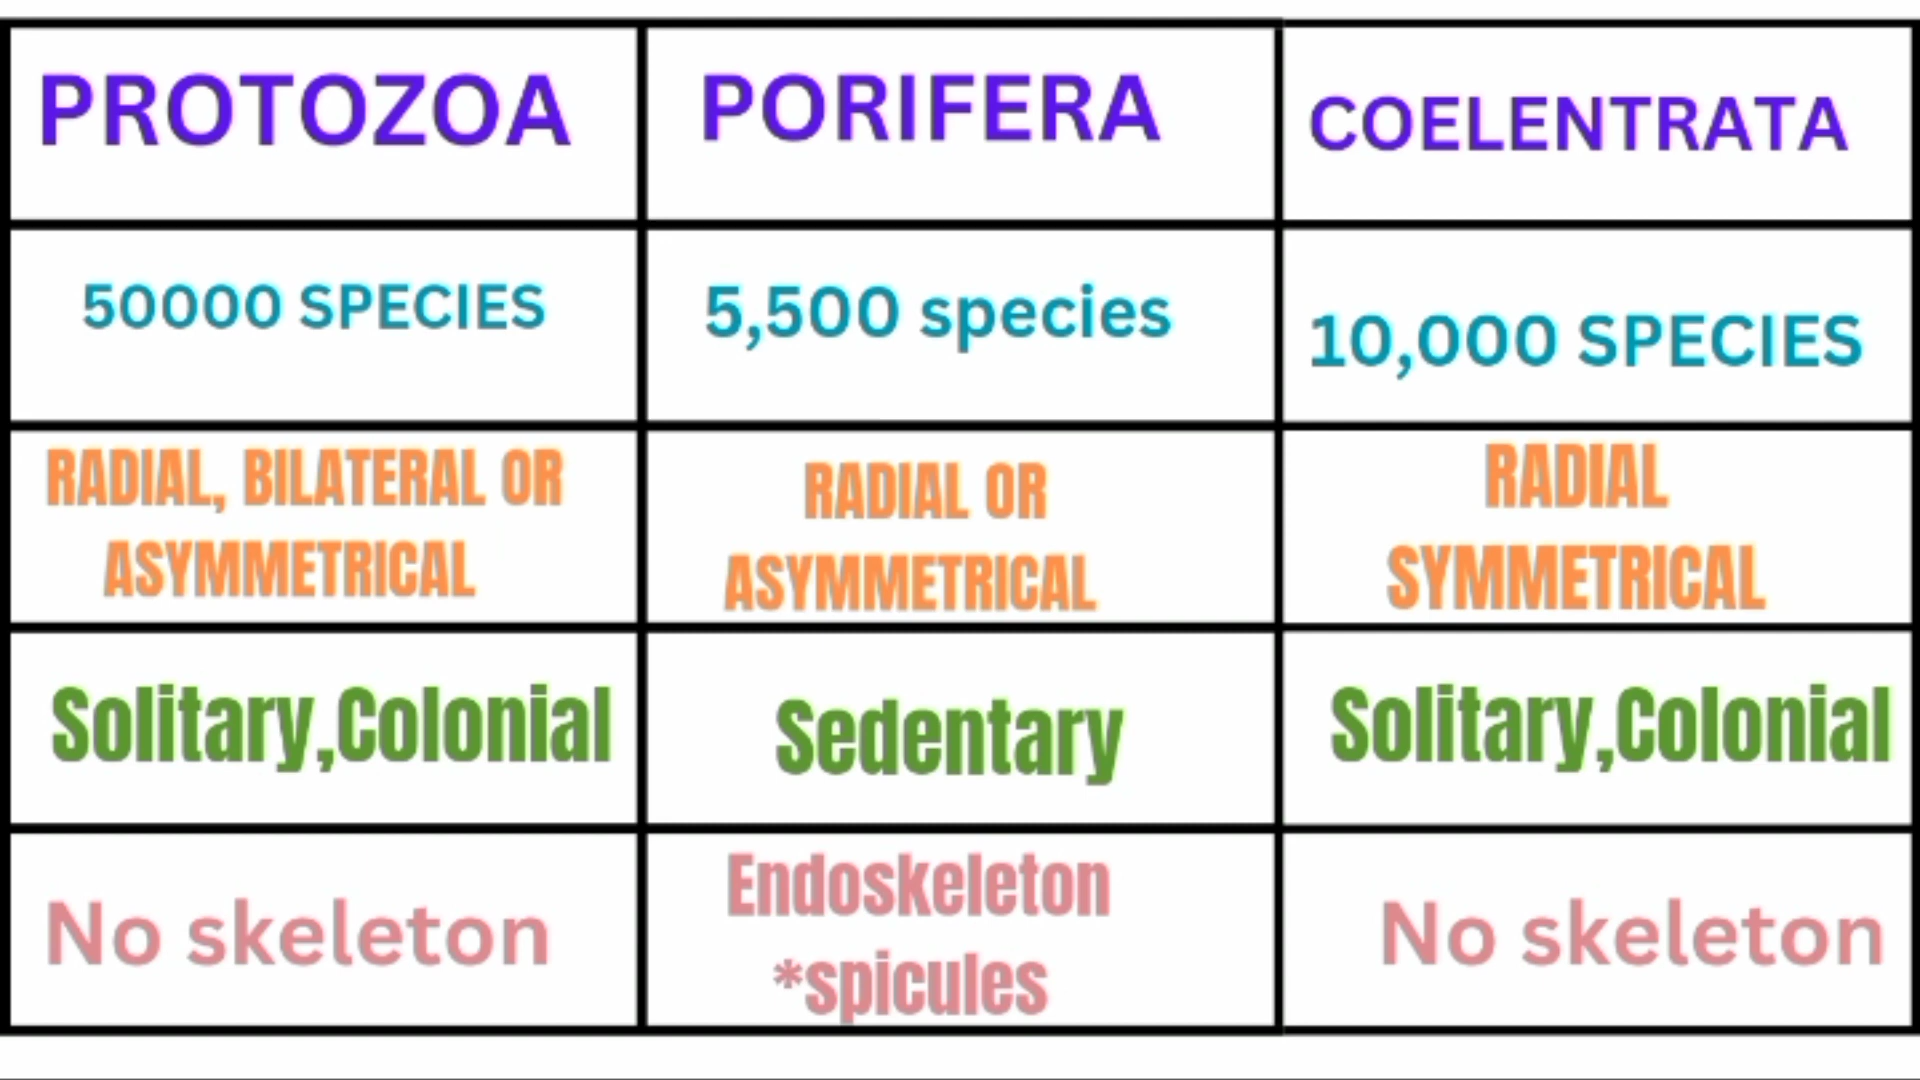 PROTOZOA
PORIFERA
COELENTRATA
50000 SPECIES
5,500 species
10,000 SPECIES
RADIAL, BILATERAL OR
ASYMMETRICAL
RADIAL OR
ASYMMETRICAL
RADIAL
SYMMETRICAL
Solitary,Colonial
Sedentary
Solitary,Colonial
No skeleton
Endoskeleton
*spicules
No skeleton